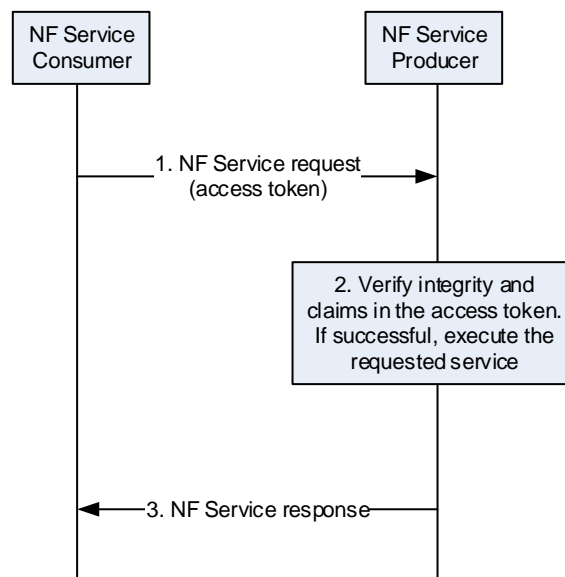 NF Service
Consumer
NF Service
Producer
1. NF Service request
(access token)
2. Verify integrity and
claims in the access token.
If successful, execute the
requested service
3. NF Service response